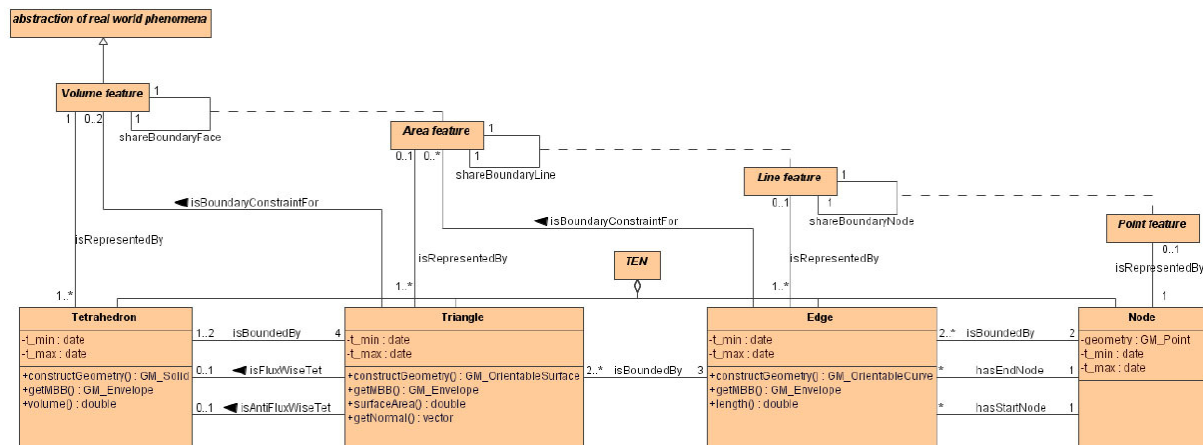 abstraction of real world phenomena
Volume feature
1
1
1
0..2
shareBoundaryFace
Area feature
1
1
0..1
0..*
shareBoundaryLine
Line feature
1
1
0..1
shareBoundaryNode
Point feature
0..1
isBoundaryConstraintFor
isBoundaryConstraintFor
isRepresentedBy
isRepresentedBy
isRepresentedBy
isRepresentedBy
TEN
1..*
1..*
1..*
1
Tetrahedron
-t_min : date
-t_max : date
+constructGeometry() : GM_Solid
+getMBB() : GM_Envelope
+volume() : double
1..2 isBoundedBy 4
0..1 isFluxWiseTet
0..1 isAntiFluxWiseTet
Triangle
-t_min : date
-t_max : date
+constructGeometry() : GM_OrientableSurface
+getMBB() : GM_Envelope
+surfaceArea() : double
+getNormal() : vector
2..* isBoundedBy 3
Edge
-t_min : date
-t_max : date
+constructGeometry() : GM_OrientableCurve
+getMBB() : GM_Envelope
+length() : double
2..* isBoundedBy 2
* hasEndNode 1
* hasStartNode 1
Node
-geometry : GM_Point
-t_min : date
-t_max : date